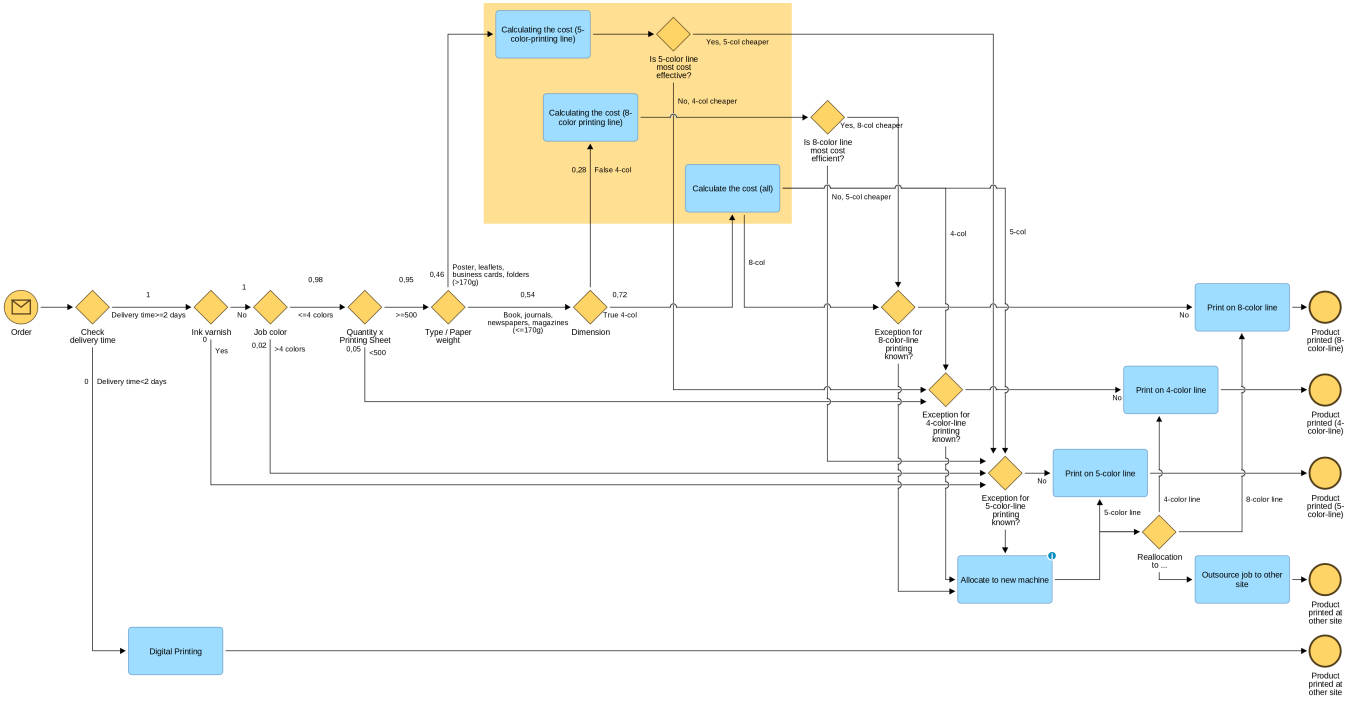 Calculating the cost (5-
color-printing line)
Is 5-color line
most cost
effective?
Yes, 5-col cheaper
No, 4-col cheaper
Calculating the cost (8-
color printing line)
Yes, 8-col cheaper
Is 8-color line
most cost
efficient?
0,28
False 4-col
Calculate the cost (all)
No, 5-col cheaper
4-col
5-col
8-col
Order
Check
delivery time
1
Delivery time>=2 days
0
Delivery time<2 days
Ink varnish
0
Yes
1
No
Job color
0,02
>4 colors
0,98
<=4 colors
Quantity x
Printing Sheet
0,05
<500
0,95
>=500
Type / Paper
weight
0,46
Poster, leaflets,
business cards, folders
(>170g)
0,54
Book, journals,
newspapers, magazines
(<=170g)
Dimension
0,72
True 4-col
Exception for
8-color-line
printing
known?
No
Print on 8-color line
Product
printed (8-
color-line)
Exception for
4-color-line
printing
known?
No
Print on 4-color line
Product
printed (4-
color-line)
Exception for
5-color-line
printing
known?
No
Print on 5-color line
Product
printed (5-
color-line)
5-color line
4-color line
8-color line
Reallocation
to ...
Allocate to new machine
i
Outsource job to other
site
Product
printed at
other site
Digital Printing
Product
printed at
other site